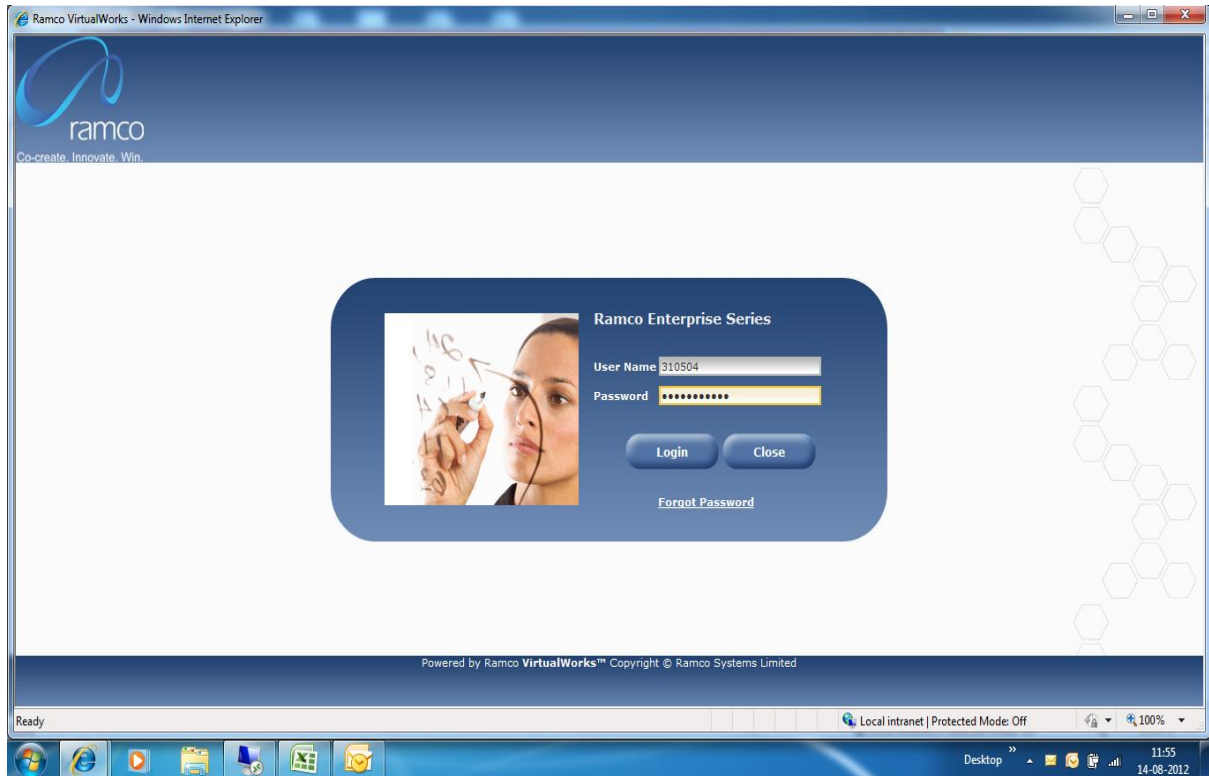 Ramco VirtualWorks - Windows Internet Explorer
ramco
Co-create. Innovate. Win.
Ramco Enterprise Series
User Name 310504
Password •••••••••••
Login Close
Forgot Password
Powered by Ramco VirtualWorks™ Copyright © Ramco Systems Limited
Ready Local intranet | Protected Mode: Off 100%
Desktop » 11:55
14-08-2012